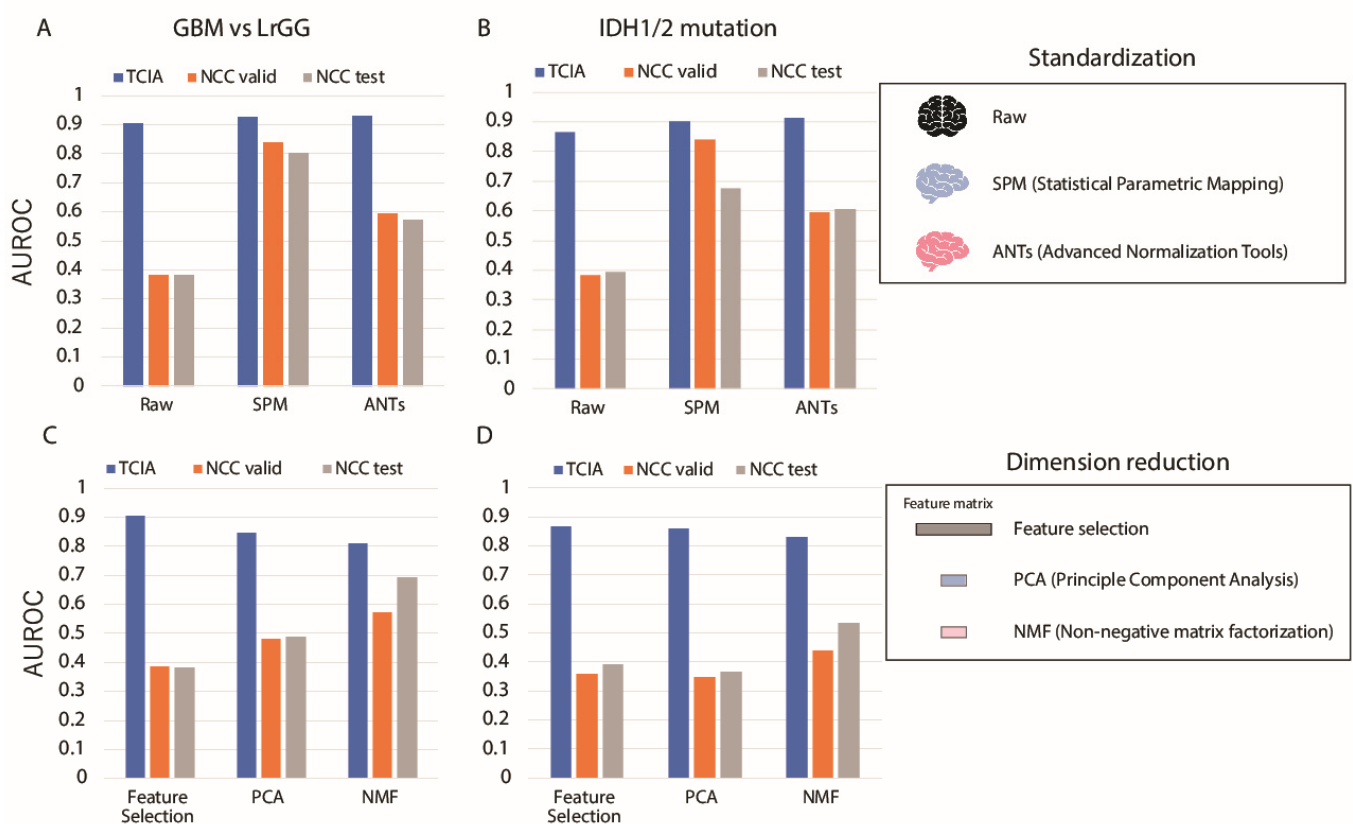 A
GBM vs LrGG
TCIA
NCC valid
NCC test
AUROC
1
0.9
0.8
0.7
0.6
0.5
0.4
0.3
0.2
0.1
0
Raw
SPM
ANTs
B
IDH1/2 mutation
TCIA
NCC valid
NCC test
1
0.9
0.8
0.7
0.6
0.5
0.4
0.3
0.2
0.1
0
Raw
SPM
ANTs
Standardization
Raw
SPM (Statistical Parametric Mapping)
ANTs (Advanced Normalization Tools)
C
TCIA
NCC valid
NCC test
AUROC
1
0.9
0.8
0.7
0.6
0.5
0.4
0.3
0.2
0.1
0
Feature
Selection
PCA
NMF
D
TCIA
NCC valid
NCC test
1
0.9
0.8
0.7
0.6
0.5
0.4
0.3
0.2
0.1
0
Feature
Selection
PCA
NMF
Dimension reduction
Feature matrix
Feature selection
PCA (Principle Component Analysis)
NMF (Non-negative matrix factorization)